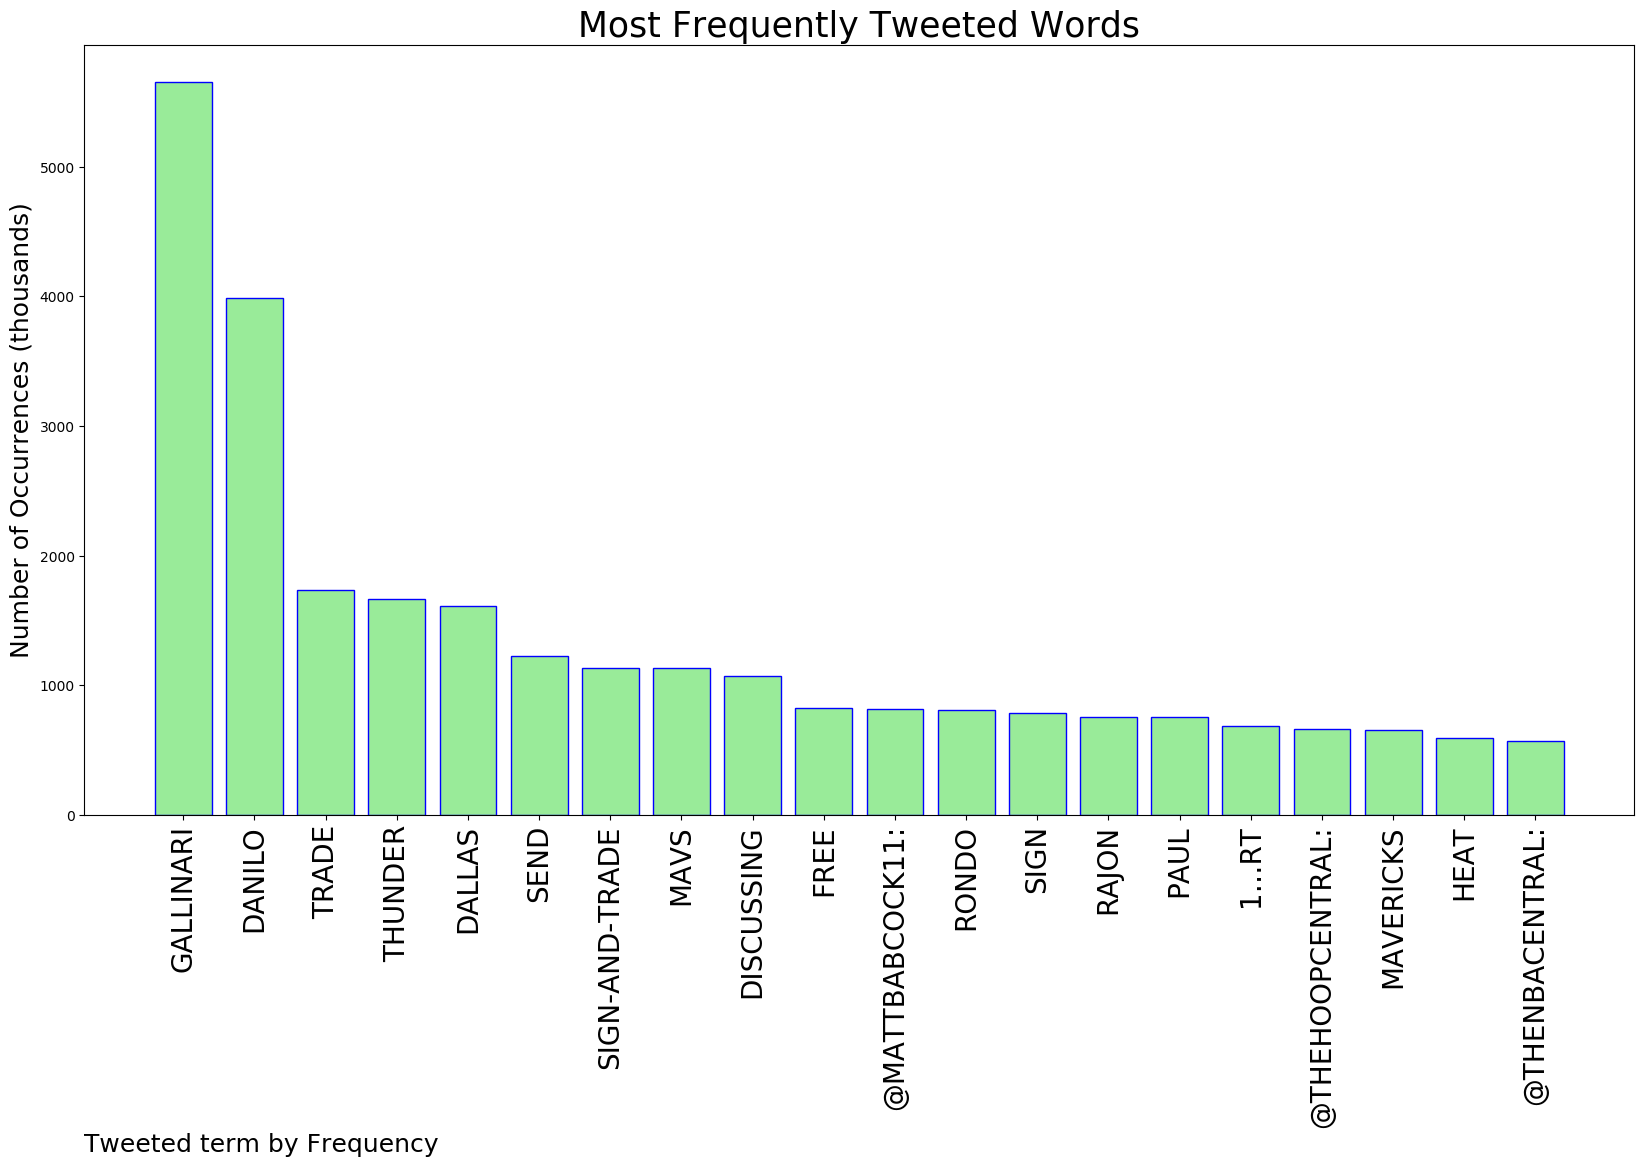 Most Frequently Tweeted Words
Number of Occurrences (thousands)
5000
4000
3000
2000
1000
0
GALLINARI
DANILO
TRADE
THUNDER
DALLAS
SEND
SIGN-AND-TRADE
MAVS
DISCUSSING
FREE
@MATTBABCOCK11:
RONDO
SIGN
RAJON
PAUL
1...RT
@THEHOOPCENTRAL:
MAVERICKS
HEAT
@THENBACENTRAL:
Tweeted term by Frequency